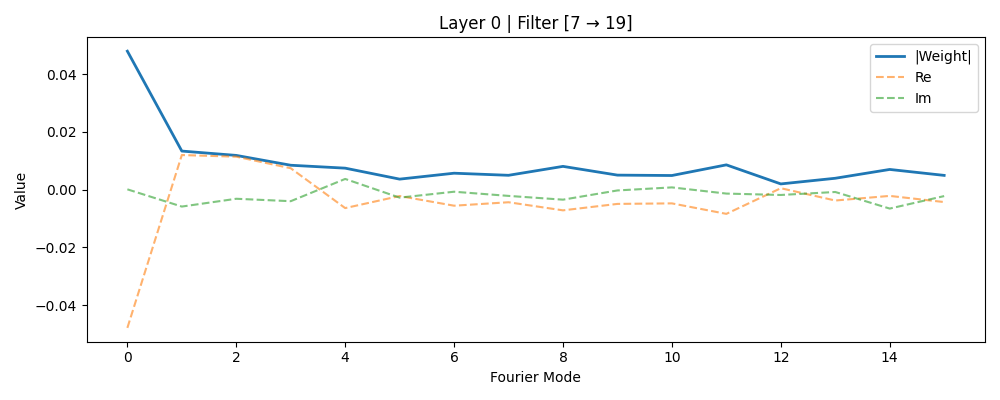 Layer 0 | Filter [7 → 19]
|Weight|
Re
Im
Value
0.04
0.02
0.00
−0.02
−0.04
0 2 4 6 8 10 12 14
Fourier Mode